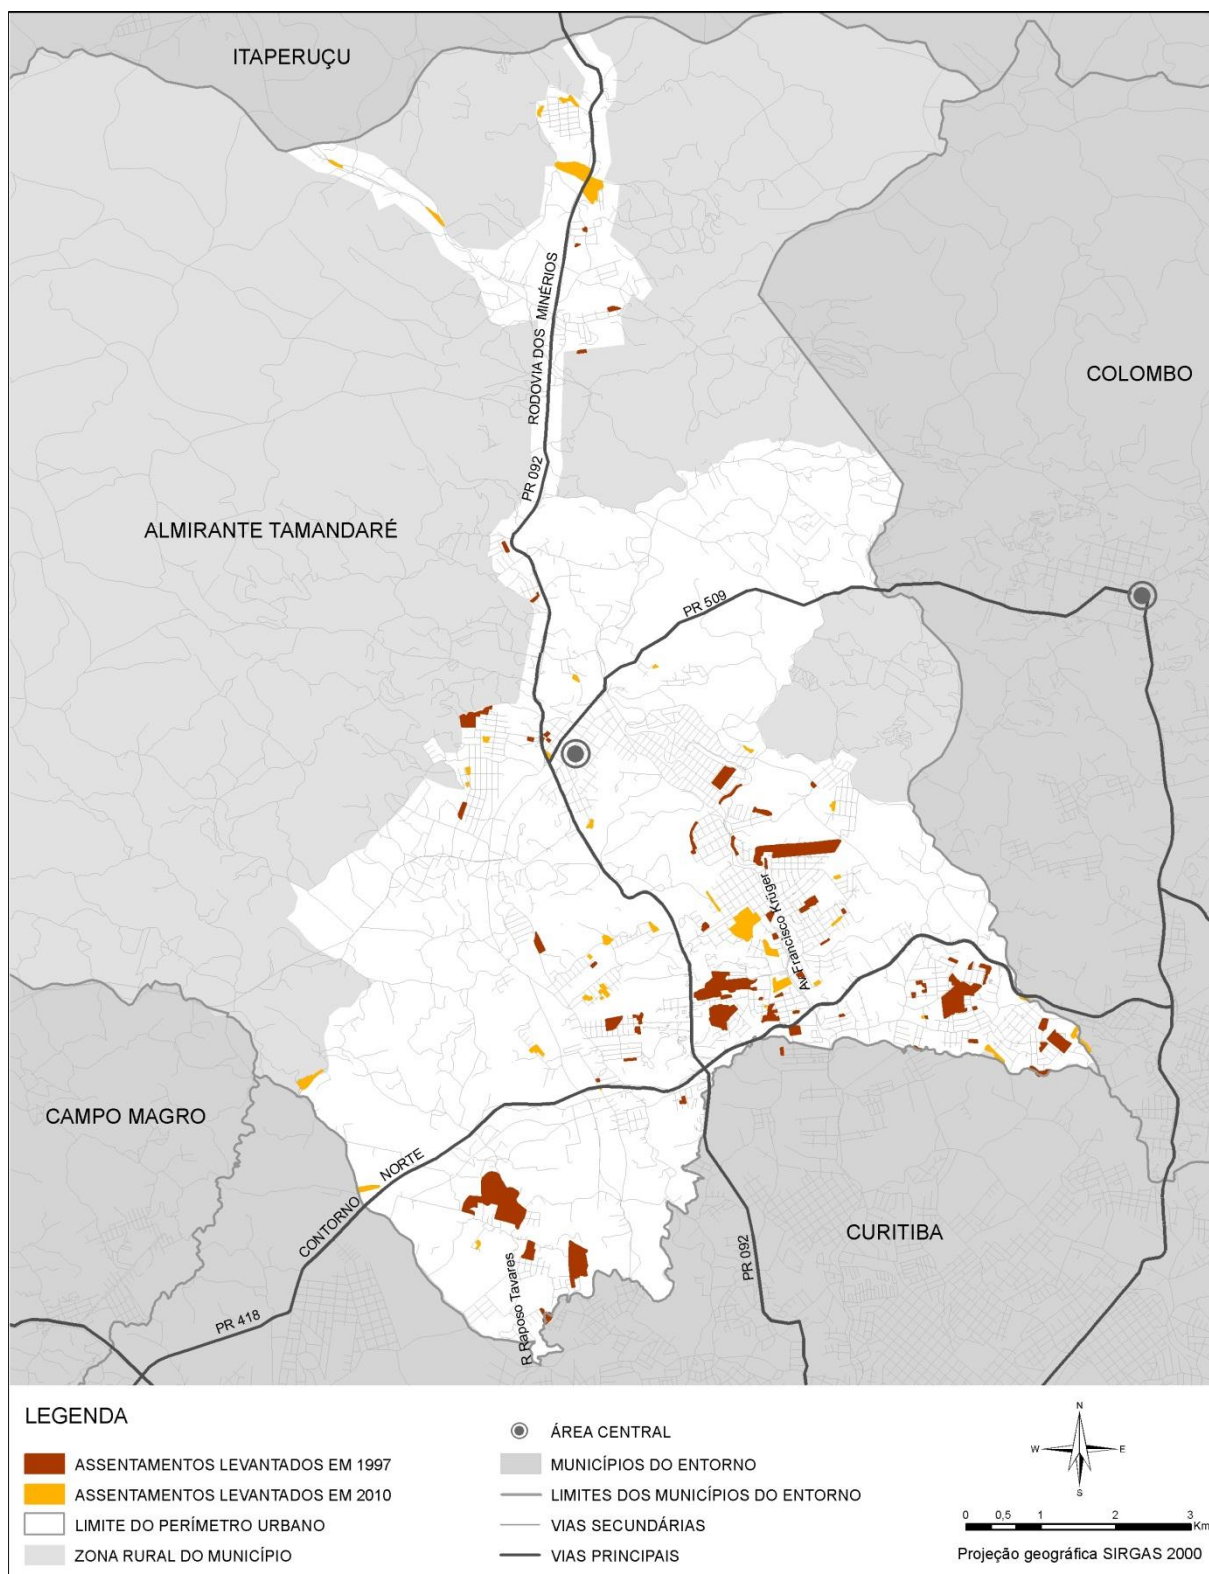 ITAPERUÇU
RODOVIA DOS MINÉRIOS
COLOMBO
PR 092
ALMIRANTE TAMANDARÉ
PR 509
Av Francisco Krüger
CAMPO MAGRO
CONTORNO NORTE
CURITIBA
PR 092
R Raposo Tavares
PR 418
LEGENDA
ASSENTAMENTOS LEVANTADOS EM 1997
ASSENTAMENTOS LEVANTADOS EM 2010
LIMITE DO PERÍMETRO URBANO
ZONA RURAL DO MUNICÍPIO
ÁREA CENTRAL
MUNICÍPIOS DO ENTORNO
LIMITES DOS MUNICÍPIOS DO ENTORNO
VIAS SECUNDÁRIAS
VIAS PRINCIPAIS
N
W E
S
0 0,5 1 2 3
Km
Projeção geográfica SIRGAS 2000